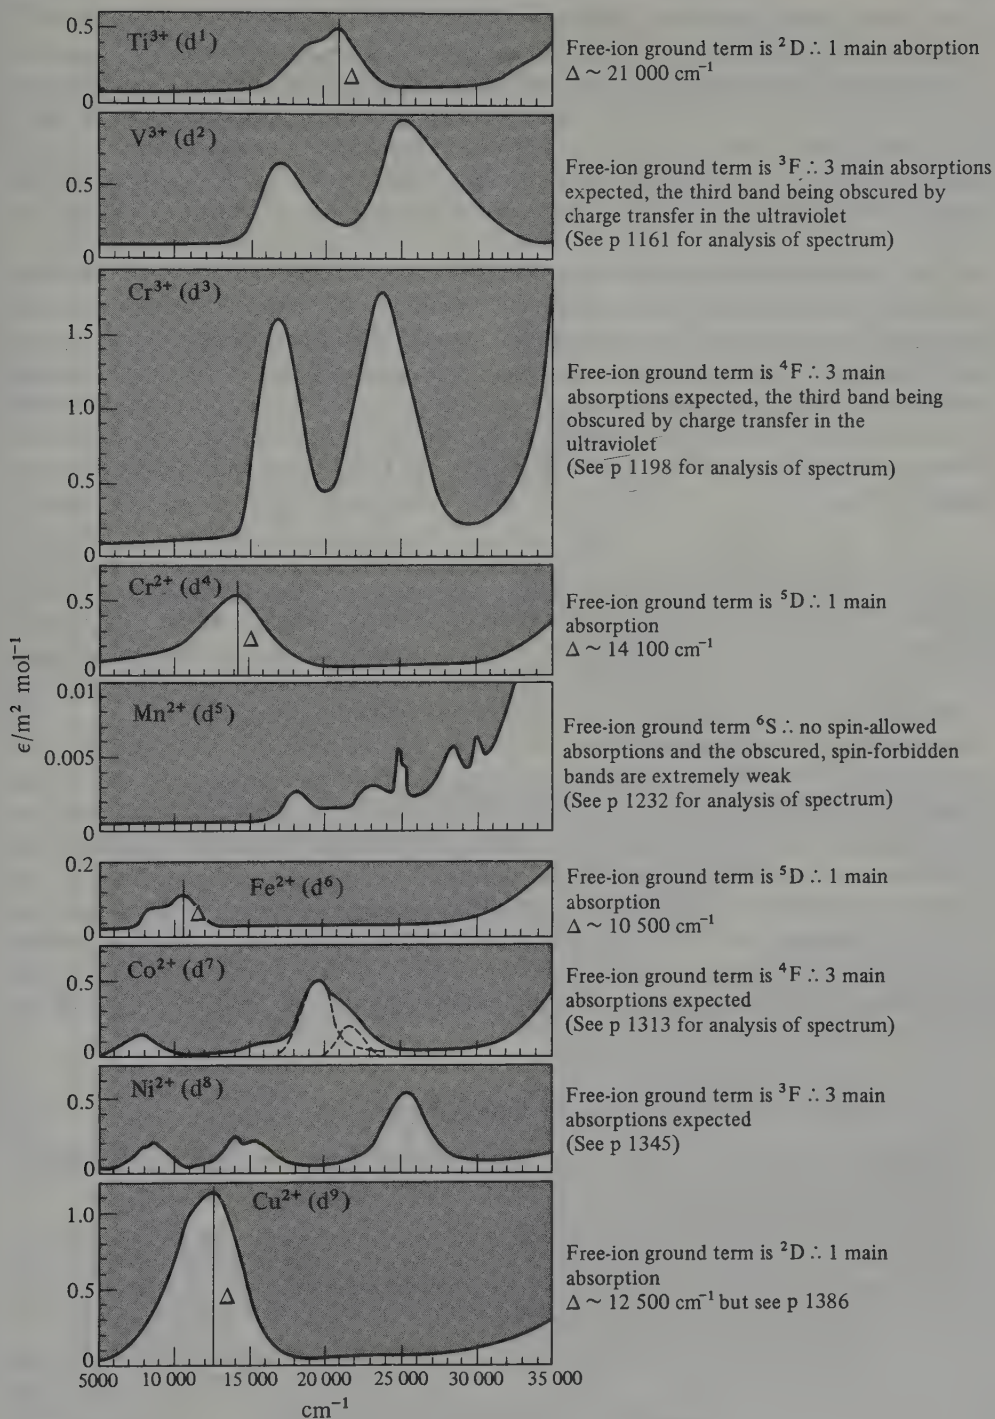 0.5
Ti³⁺ (d¹)
Δ
0
Free-ion ground term is ²D ∴ 1 main aborption
Δ ~ 21 000 cm⁻¹
V³⁺ (d²)
0.5
0
Free-ion ground term is ³F ∴ 3 main absorptions
expected, the third band being obscured by
charge transfer in the ultraviolet
(See p 1161 for analysis of spectrum)
Cr³⁺ (d³)
1.5
1.0
0.5
0
Free-ion ground term is ⁴F ∴ 3 main
absorptions expected, the third band being
obscured by charge transfer in the
ultraviolet
(See p 1198 for analysis of spectrum)
Cr²⁺ (d⁴)
0.5
Δ
0
Free-ion ground term is ⁵D ∴ 1 main
absorption
Δ ~ 14 100 cm⁻¹
ϵ/m² mol⁻¹
0.01
Mn²⁺ (d⁵)
0.005
0
Free-ion ground term ⁶S ∴ no spin-allowed
absorptions and the obscured, spin-forbidden
bands are extremely weak
(See p 1232 for analysis of spectrum)
0.2
Fe²⁺ (d⁶)
Δ
0
Free-ion ground term is ⁵D ∴ 1 main
absorption
Δ ~ 10 500 cm⁻¹
Co²⁺ (d⁷)
0.5
0
Free-ion ground term is ⁴F ∴ 3 main
absorptions expected
(See p 1313 for analysis of spectrum)
Ni²⁺ (d⁸)
0.5
0
Free-ion ground term is ³F ∴ 3 main
absorptions expected
(See p 1345)
Cu²⁺ (d⁹)
1.0
0.5
Δ
0
Free-ion ground term is ²D ∴ 1 main
absorption
Δ ~ 12 500 cm⁻¹ but see p 1386
5000 10 000 15 000 20 000 25 000 30 000 35 000
cm⁻¹